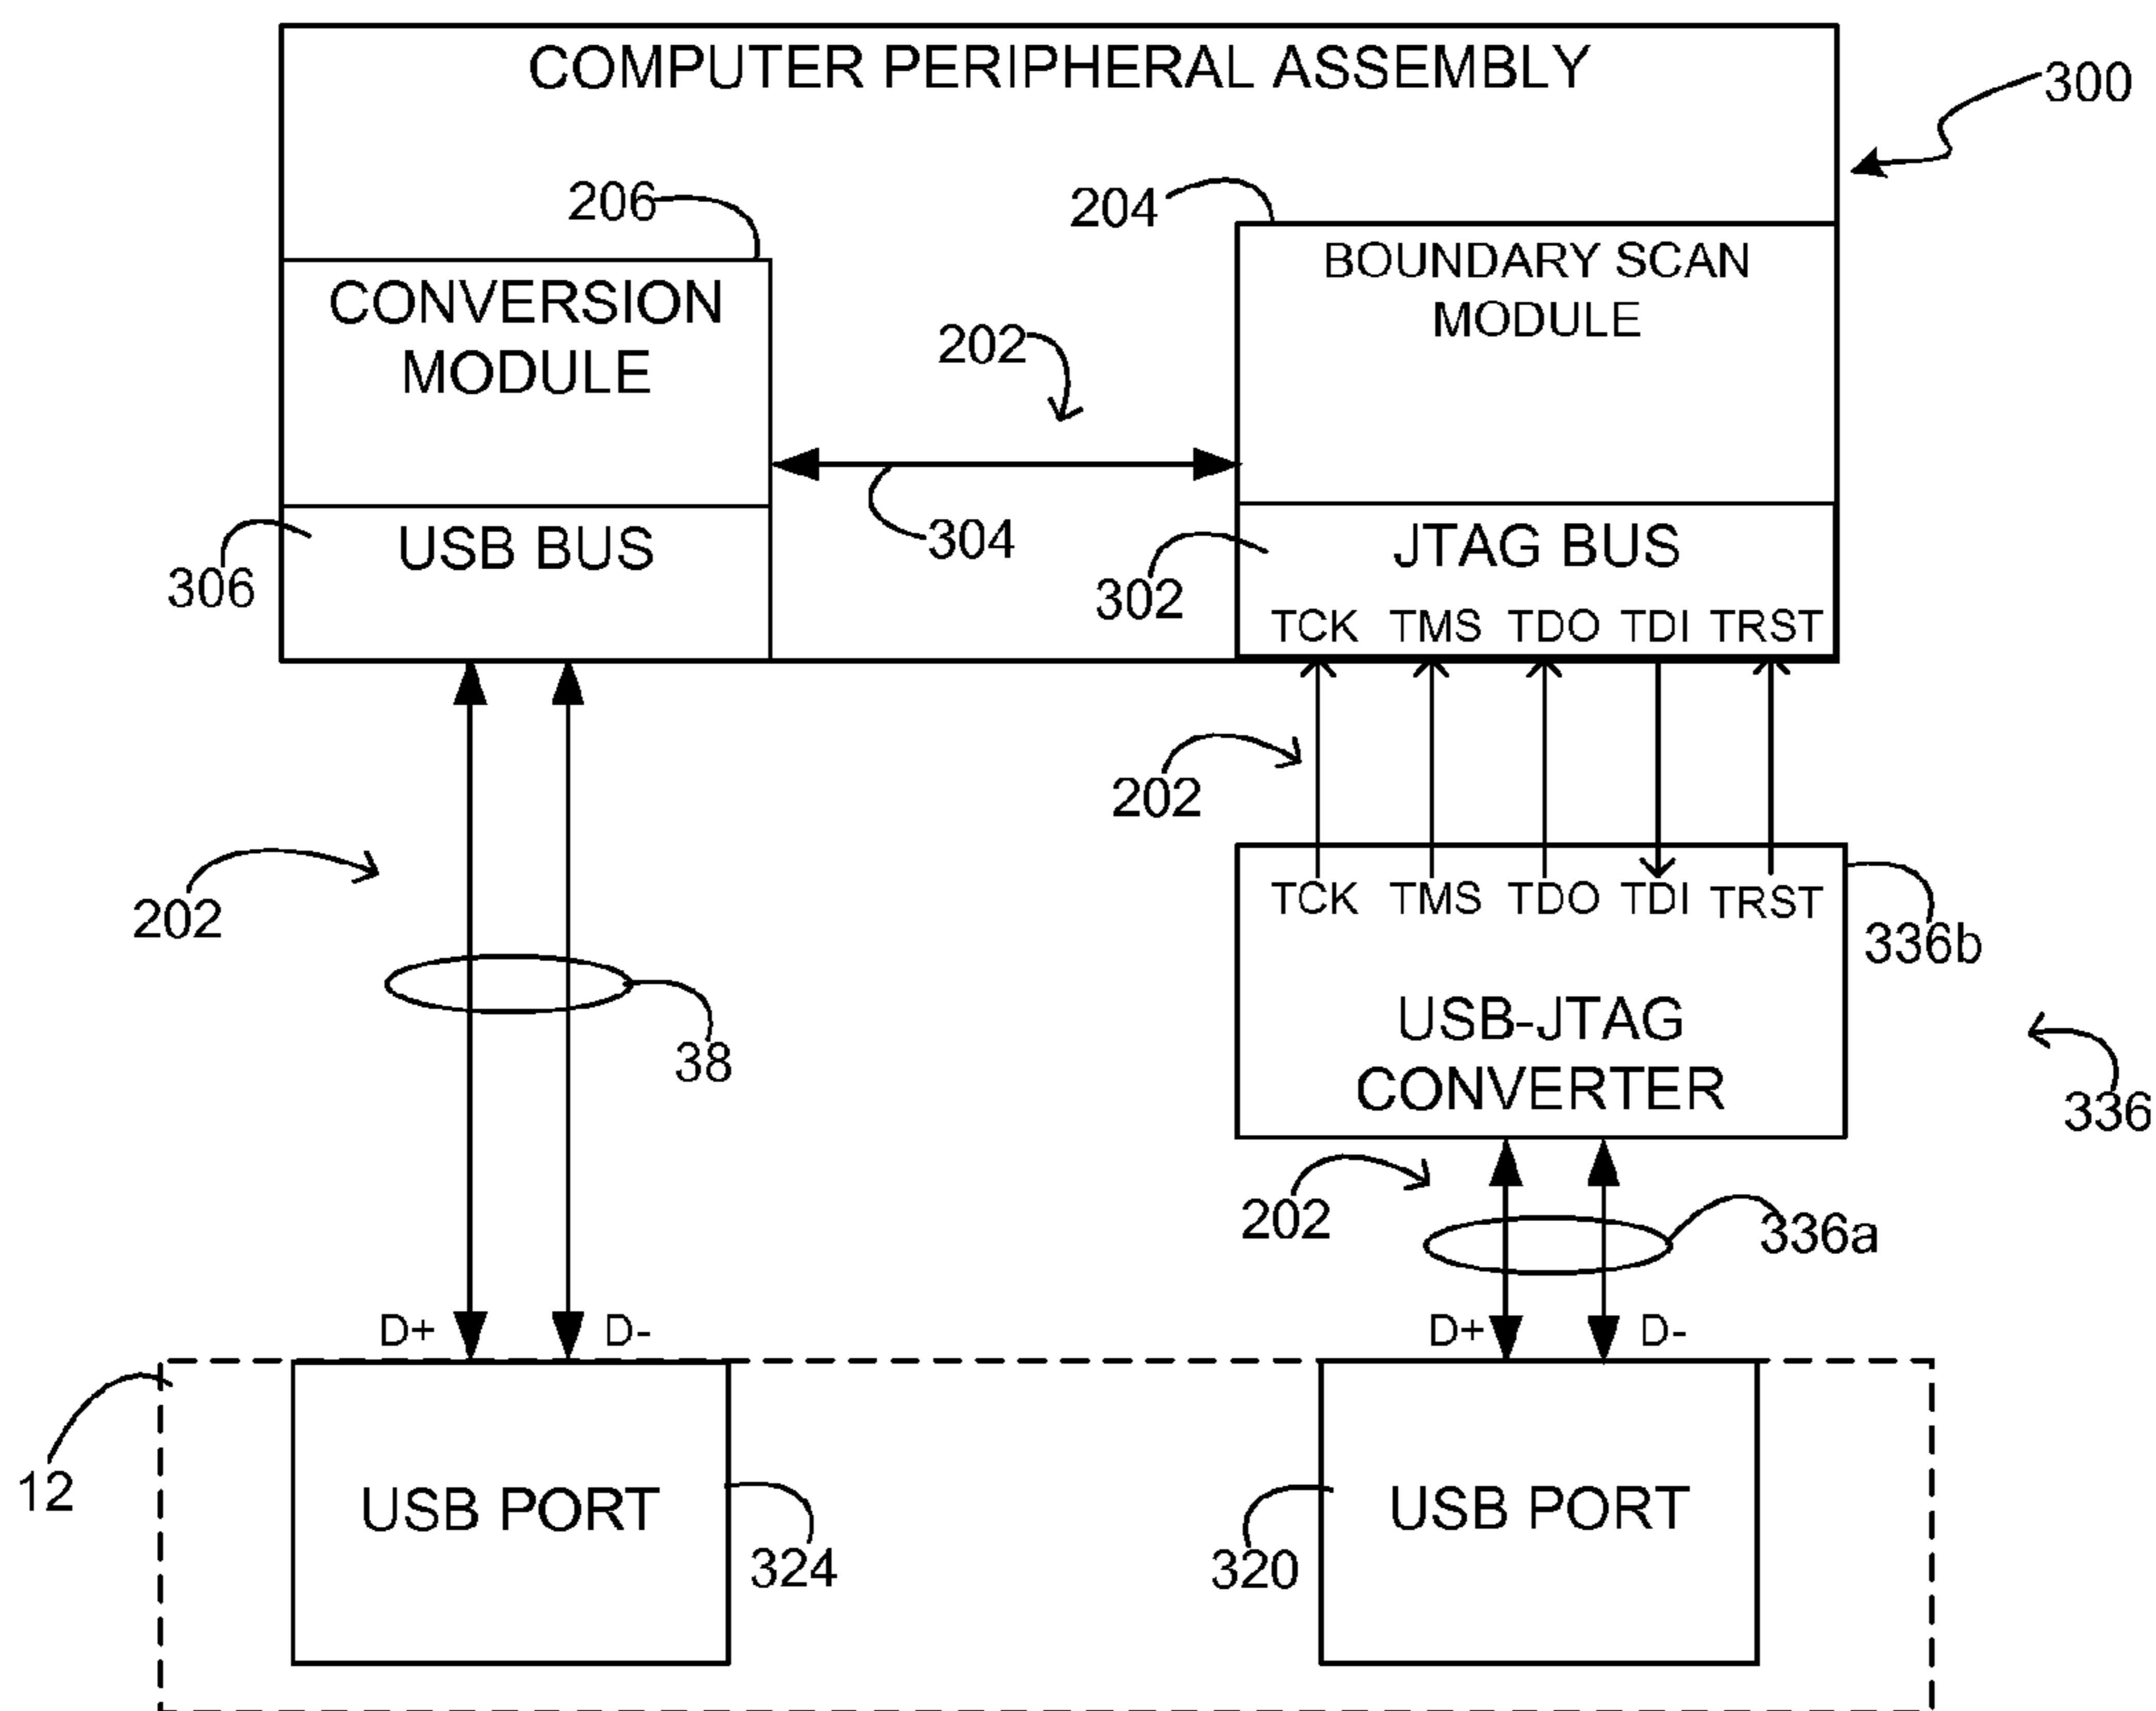 COMPUTER PERIPHERAL ASSEMBLY
300
206
204
CONVERSION
MODULE
BOUNDARY SCAN
MODULE
202
304
USB BUS
306
JTAG BUS
302
TCK TMS TDO TDI TRST
202
202
TCK TMS TDO TDI TRST
336b
38
USB-JTAG
CONVERTER
336
202
336a
D+ D-
D+ D-
12
USB PORT
324
USB PORT
320